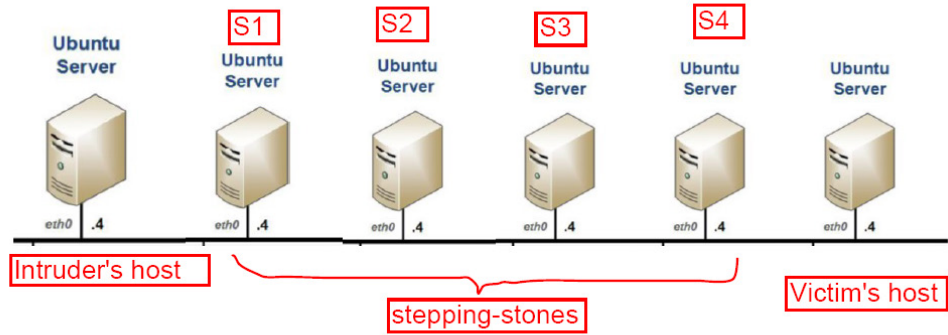 S1
S2
S3
S4
Ubuntu
Server
Ubuntu
Server
Ubuntu
Server
Ubuntu
Server
Ubuntu
Server
Ubuntu
Server
eth0 .4
eth0 .4
eth0 .4
eth0 .4
eth0 .4
eth0 .4
Intruder's host
stepping-stones
Victim's host